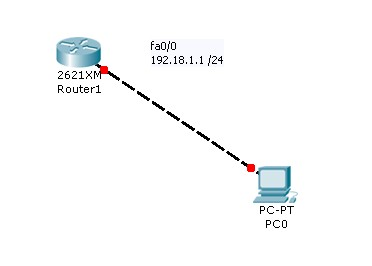 fa0/0
192.18.1.1 /24
2621XM
Router1
PC-PT
PC0